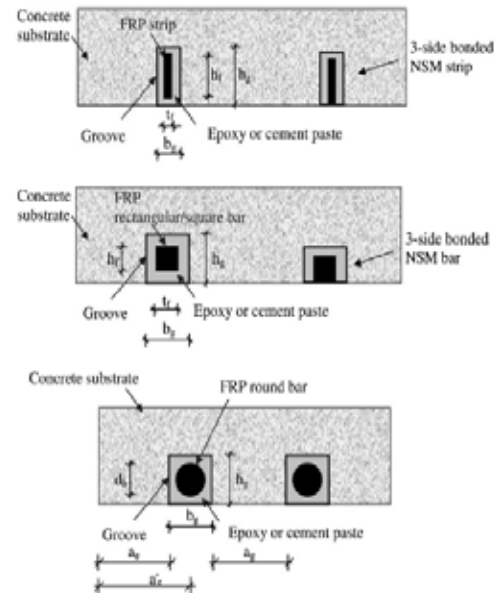 Concrete
substrate
FRP strip
3-side bonded
NSM strip
h_f
h_g
t_f
Groove
Epoxy or cement paste
b_g
Concrete
substrate
FRP
rectangular/square bar
3-side bonded
NSM bar
h_f
h_g
t_f
Groove
Epoxy or cement paste
b_g
Concrete substrate
FRP round bar
d_b
h_g
b_g
Groove
Epoxy or cement paste
a_e
a_g